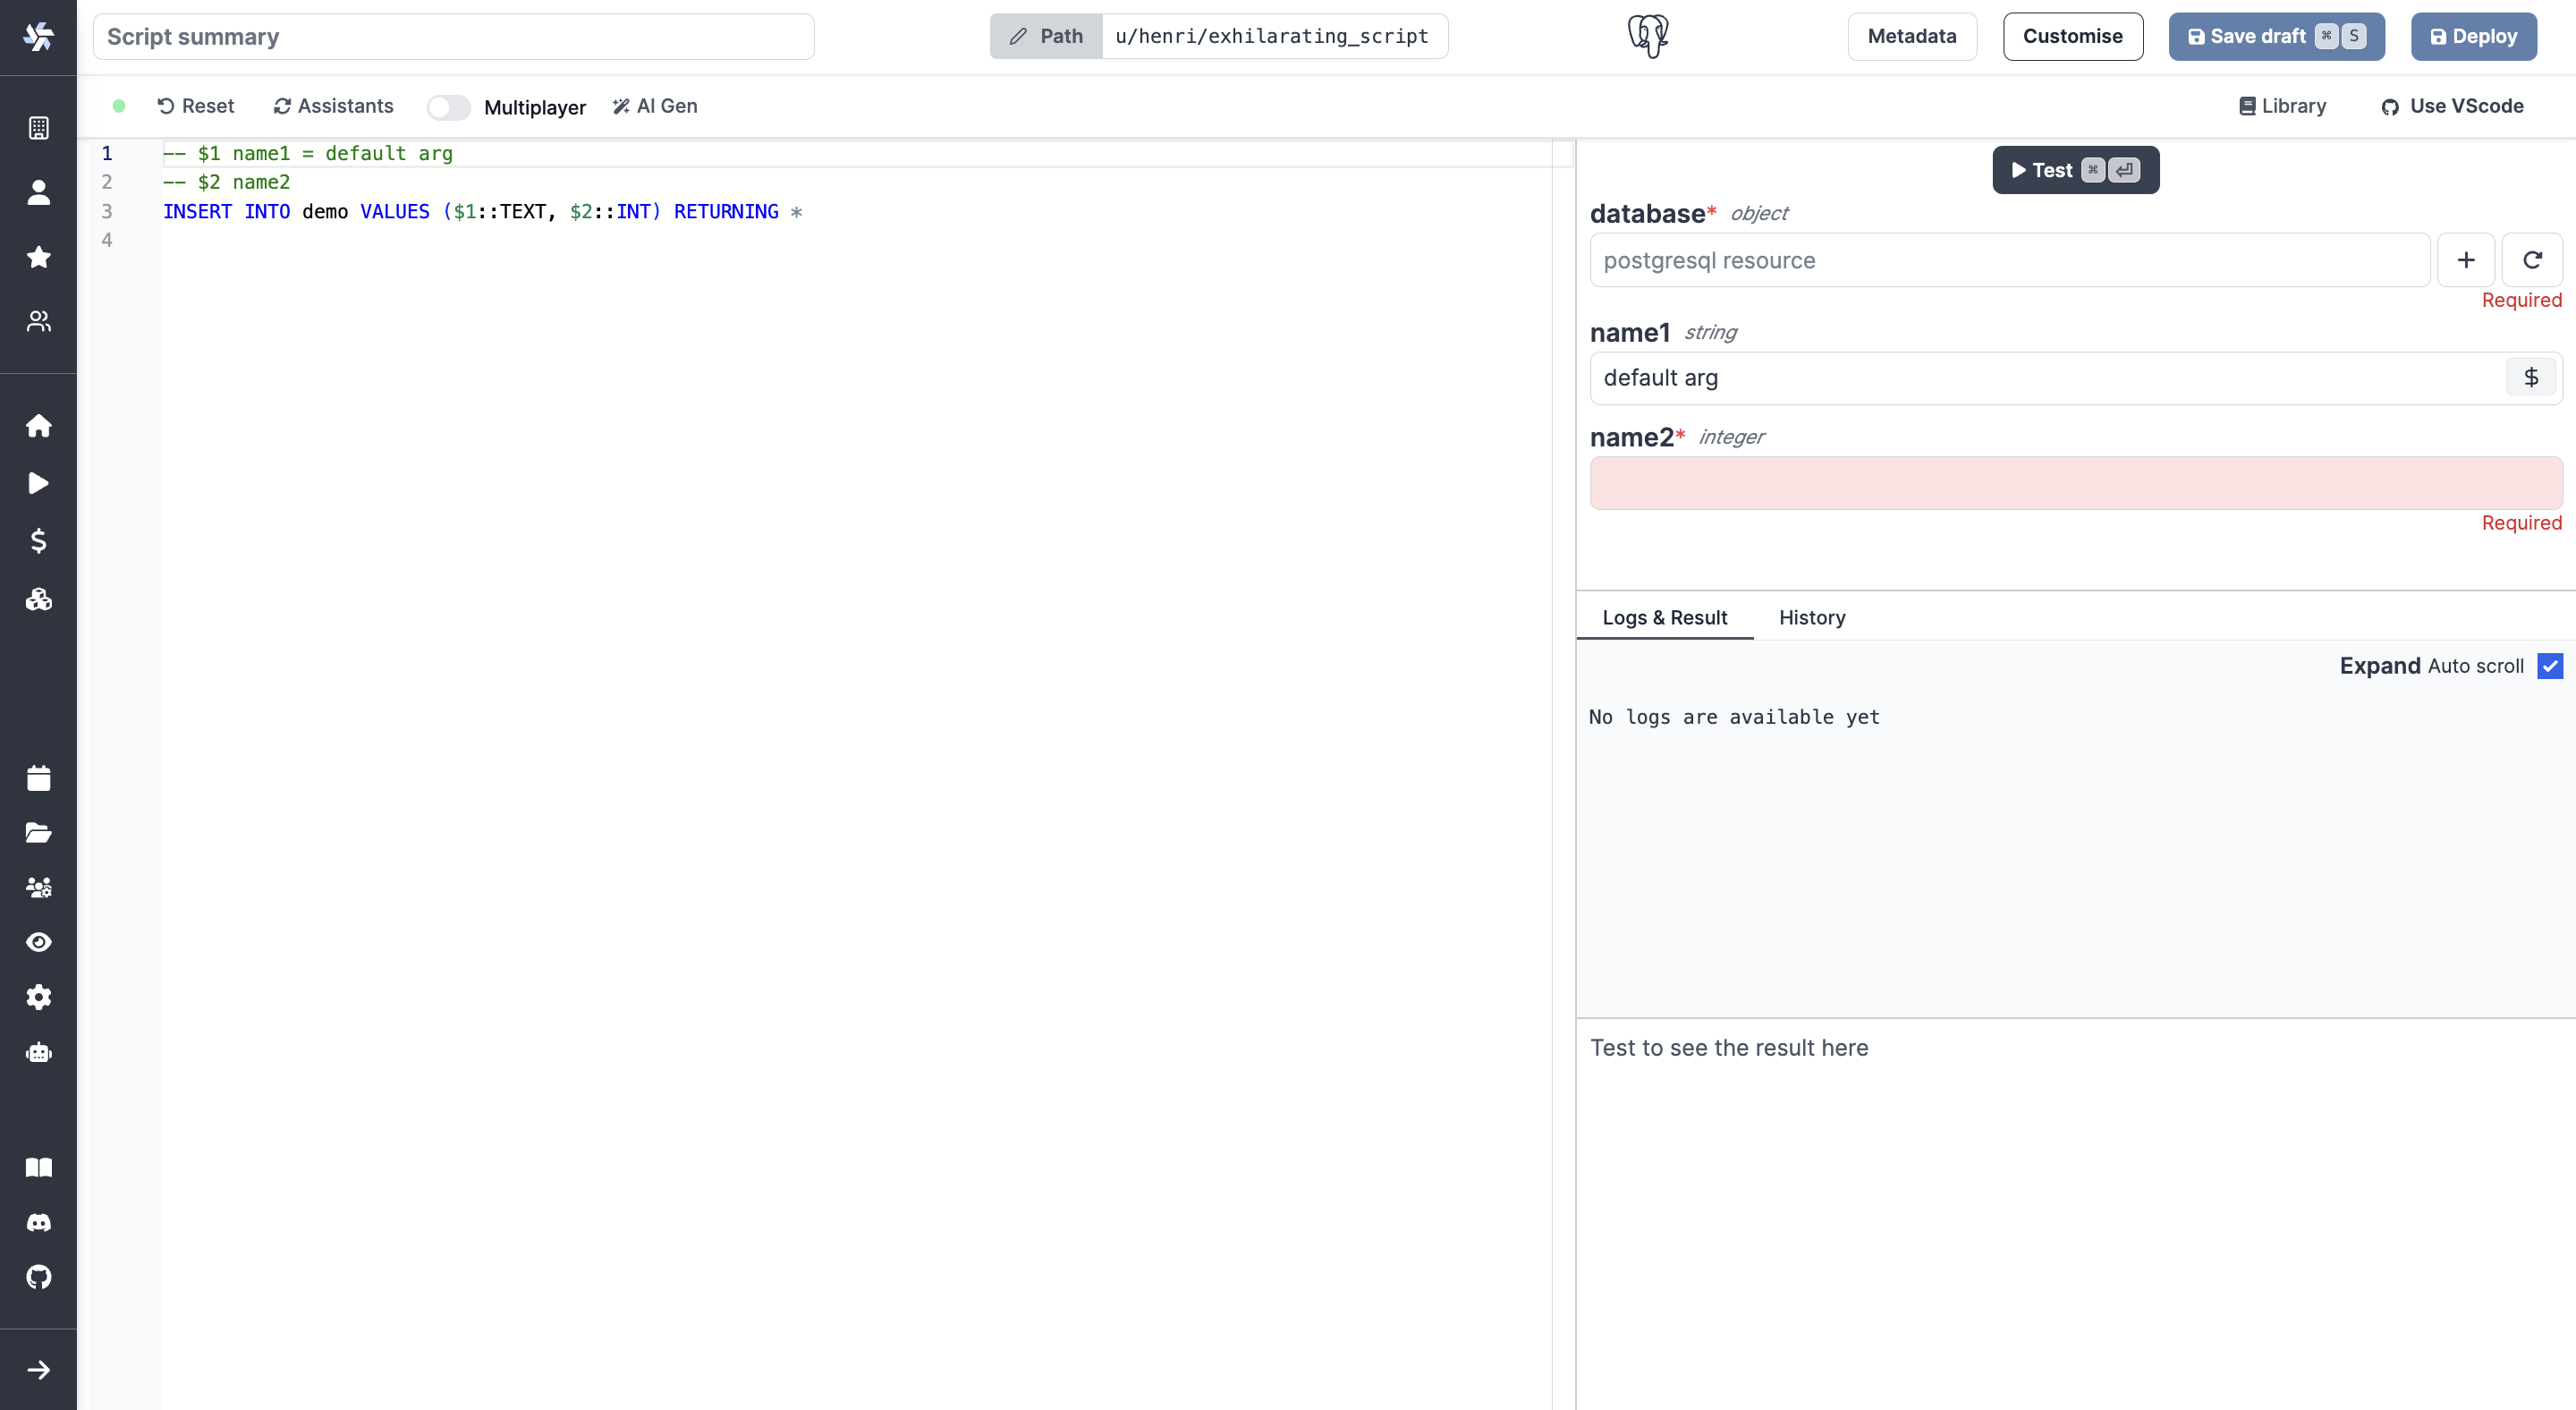 Script summary
Path
u/henri/exhilarating_script
Metadata
Customise
Save draft ⌘ S
Deploy
Reset
Assistants
Multiplayer
AI Gen
Library
Use VScode
1 -- $1 name1 = default arg
2 -- $2 name2
3 INSERT INTO demo VALUES ($1::TEXT, $2::INT) RETURNING *
4
Test ⌘ ⏎
database* object
postgresql resource
+
Required
name1 string
default arg
$
name2* integer
Required
Logs & Result
History
Expand Auto scroll
No logs are available yet
Test to see the result here